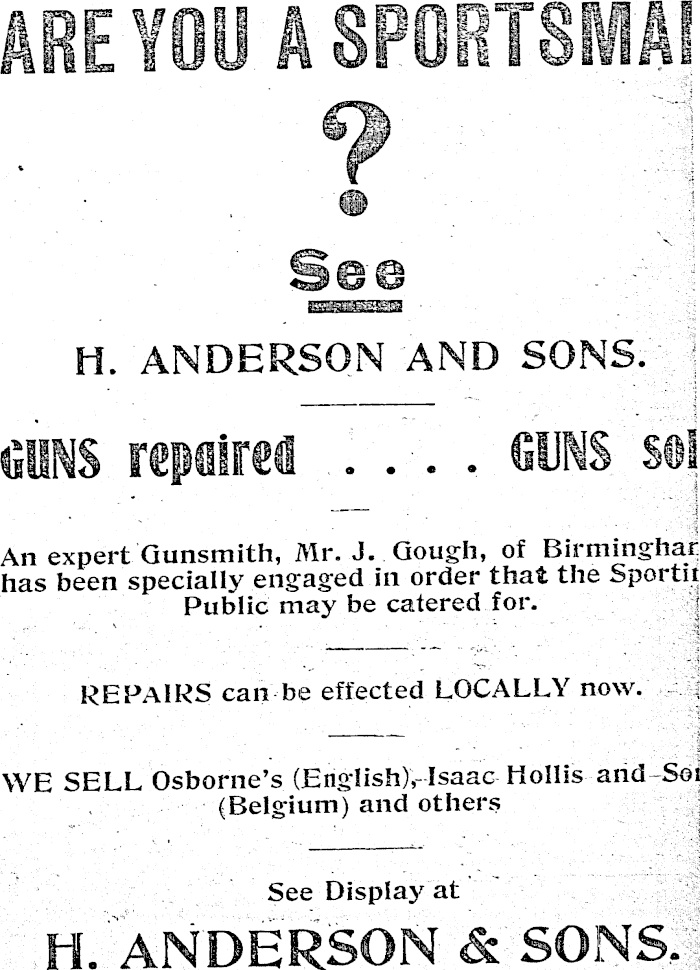 ARE YOU A SPORTSMA
?
See
H. ANDERSON AND SONS.
GUNS repaired . . . . GUNS sol
An expert Gunsmith, Mr. J. Gough, of Birmingha
has been specially engaged in order that the Sporti
Public may be catered for.
REPAIRS can be effected LOCALLY now.
WE SELL Osborne's (English), Isaac Hollis and So
(Belgium) and others
See Display at
H. ANDERSON & SONS.